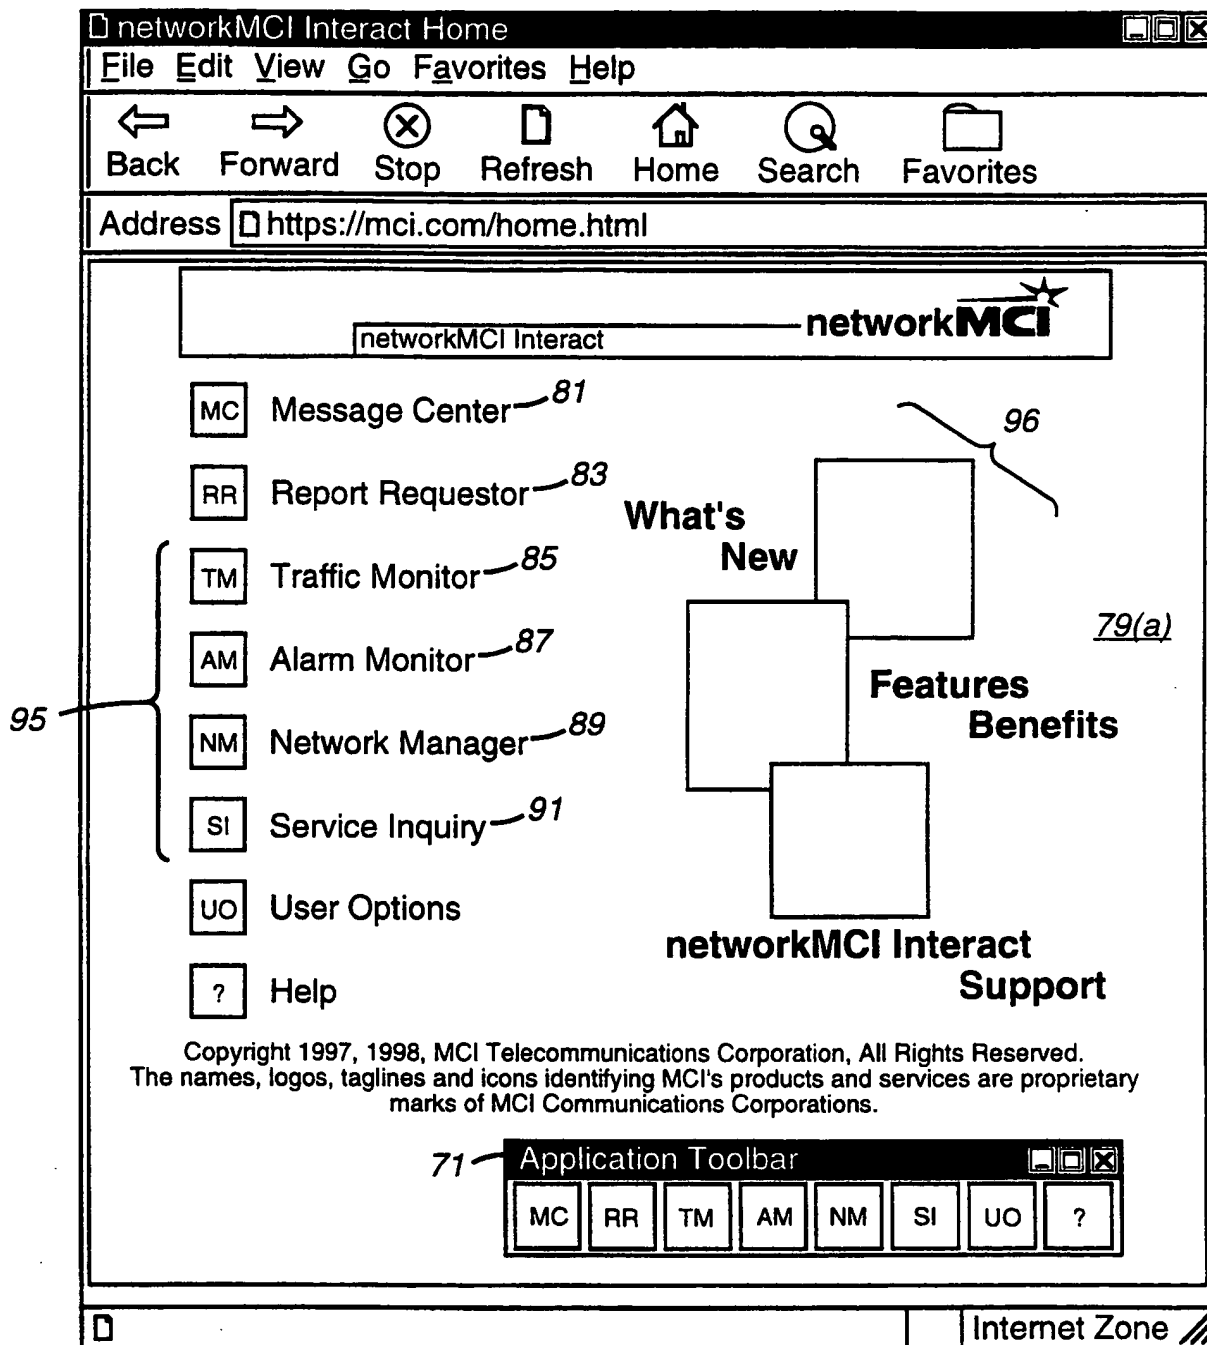 networkMCI Interact Home
File Edit View Go Favorites Help
Back Forward Stop Refresh Home Search Favorites
Address https://mci.com/home.html
networkMCI Interact
networkMCI
MC Message Center 81
RR Report Requestor 83
TM Traffic Monitor 85
AM Alarm Monitor 87
NM Network Manager 89
SI Service Inquiry 91
UO User Options
? Help
95
96
What's
New
79(a)
Features
Benefits
networkMCI Interact
Support
Copyright 1997, 1998, MCI Telecommunications Corporation, All Rights Reserved.
The names, logos, taglines and icons identifying MCI's products and services are proprietary
marks of MCI Communications Corporations.
71 Application Toolbar
MC RR TM AM NM SI UO ?
Internet Zone